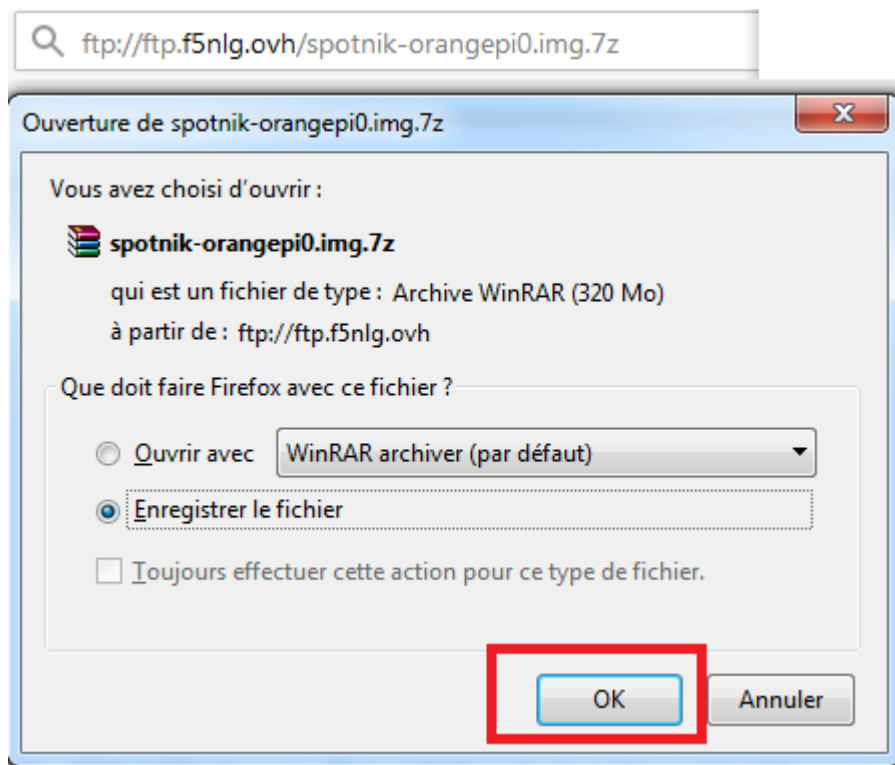 ftp://ftp.f5nlg.ovh/spotnik-orangepi0.img.7z
Ouverture de spotnik-orangepi0.img.7z
Vous avez choisi d'ouvrir :
spotnik-orangepi0.img.7z
qui est un fichier de type : Archive WinRAR (320 Mo)
à partir de : ftp://ftp.f5nlg.ovh
Que doit faire Firefox avec ce fichier ?
Ouvrir avec WinRAR archiver (par défaut)
Enregistrer le fichier
Toujours effectuer cette action pour ce type de fichier.
OK Annuler